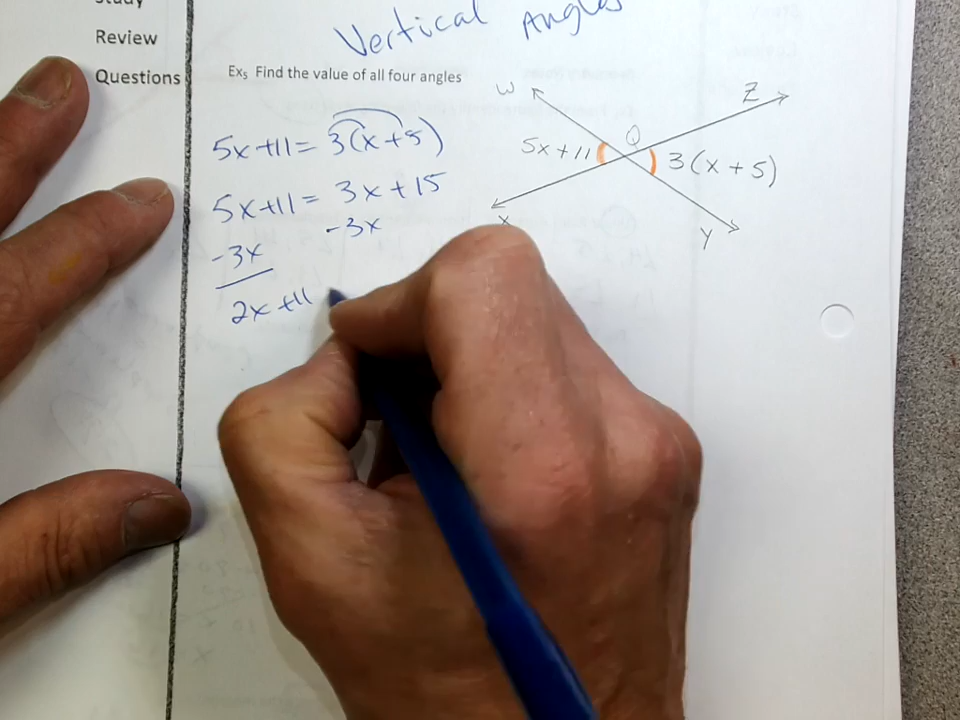 Study
Review
Questions
Vertical Angles
Ex5 Find the value of all four angles
5x+11 = 3(x+5)
5x+11 = 3x+15
-3x -3x
2x+11
W
Z
Q
5x+11
3(x+5)
X
Y